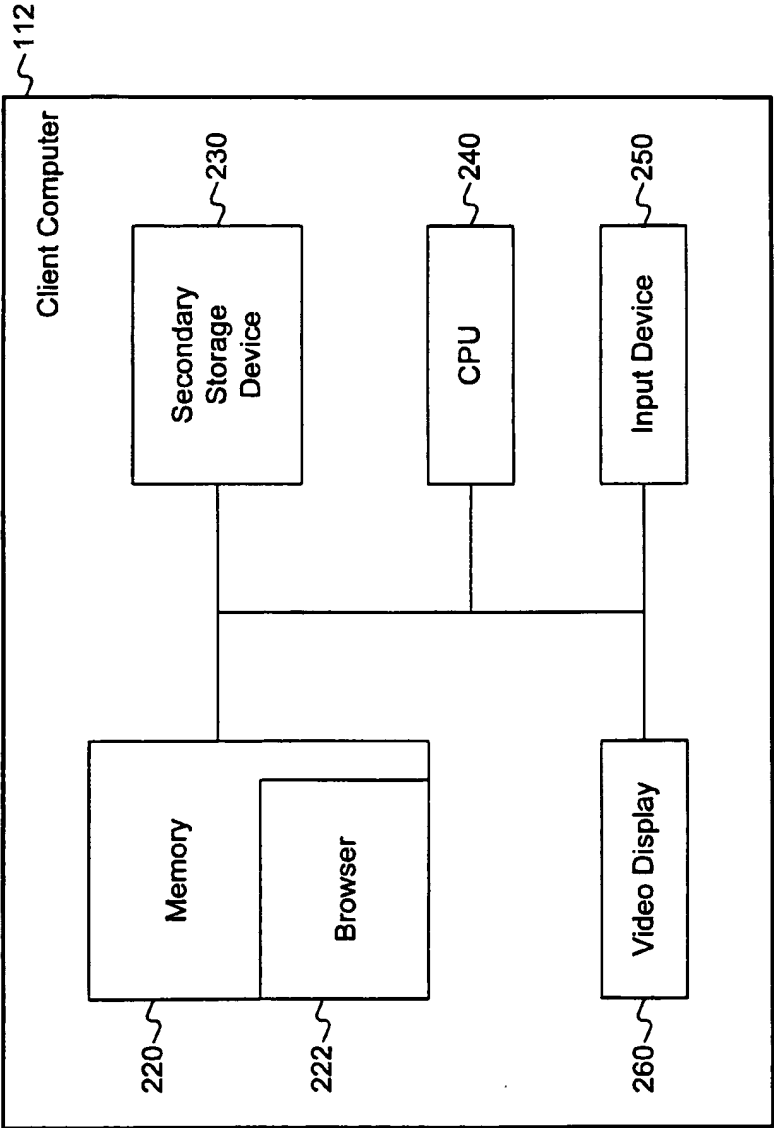 112
Client Computer
220
Memory
222
Browser
Secondary
Storage
Device
230
CPU
240
260
Video Display
Input Device
250